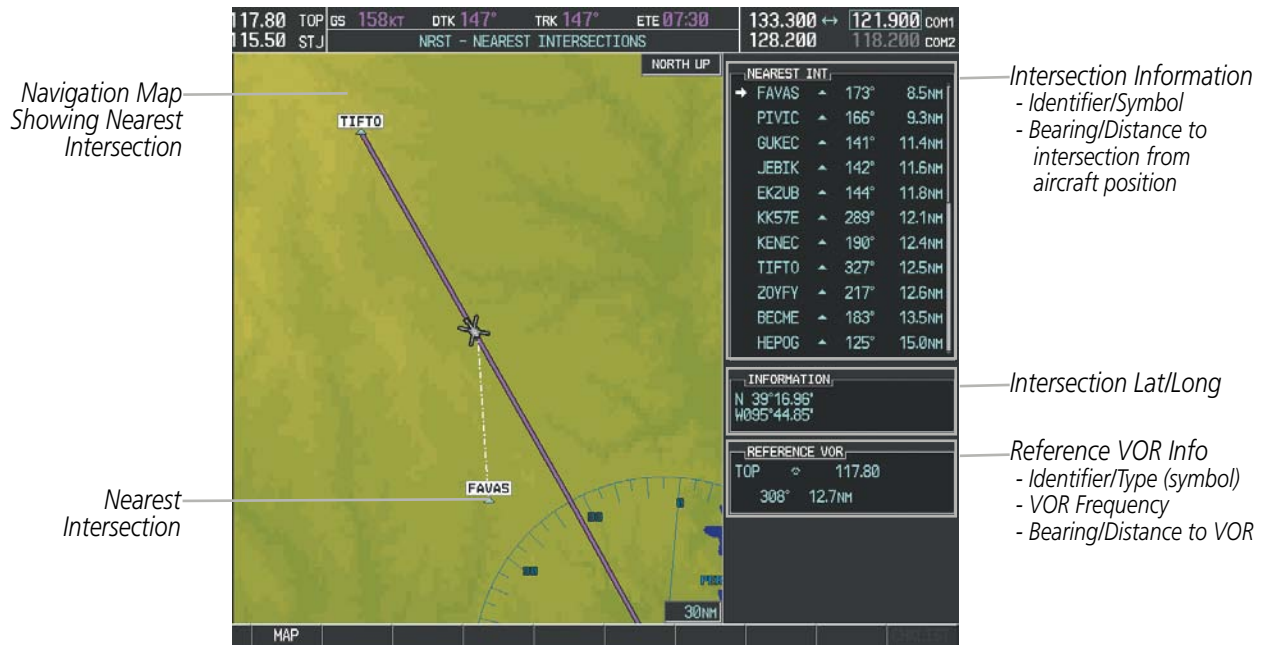 117.80 TOP GS 158KT DTK 147° TRK 147° ETE 07:30 133.300 ↔ 121.900 COM1
115.50 STJ NRST - NEAREST INTERSECTIONS 128.200 118.200 COM2
NORTH UP
Navigation Map
Showing Nearest
Intersection
TIFTO
FAVAS
Nearest
Intersection
30NM
NEAREST INT
FAVAS 173° 8.5NM
PIVIC 166° 9.3NM
GUKEC 141° 11.4NM
JEBIK 142° 11.6NM
EKZUB 144° 11.8NM
KK57E 289° 12.1NM
KENEC 190° 12.4NM
TIFTO 327° 12.5NM
ZOYFY 217° 12.6NM
BECME 183° 13.5NM
HEPOG 125° 15.0NM
Intersection Information
- Identifier/Symbol
- Bearing/Distance to
intersection from
aircraft position
INFORMATION
N 39°16.96'
W095°44.85'
Intersection Lat/Long
REFERENCE VOR
TOP 117.80
308° 12.7NM
Reference VOR Info
- Identifier/Type (symbol)
- VOR Frequency
- Bearing/Distance to VOR
MAP